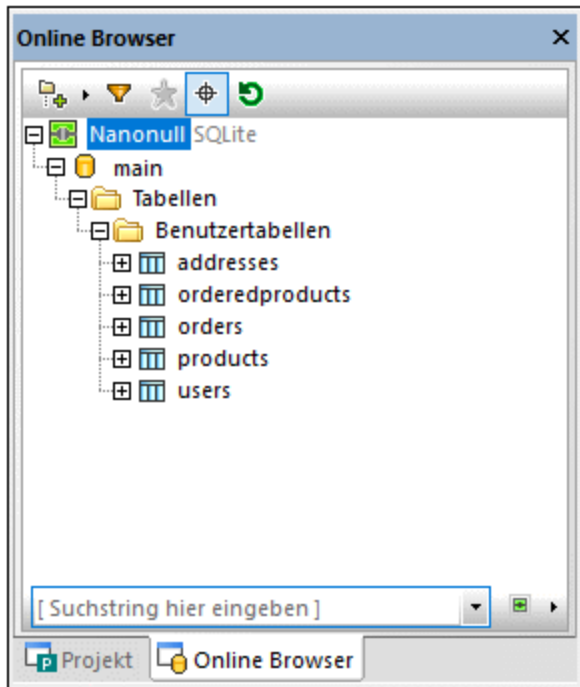 Online Browser
Nanonull SQLite
main
Tabellen
Benutzertabellen
addresses
orderedproducts
orders
products
users
[ Suchstring hier eingeben ]
Projekt Online Browser